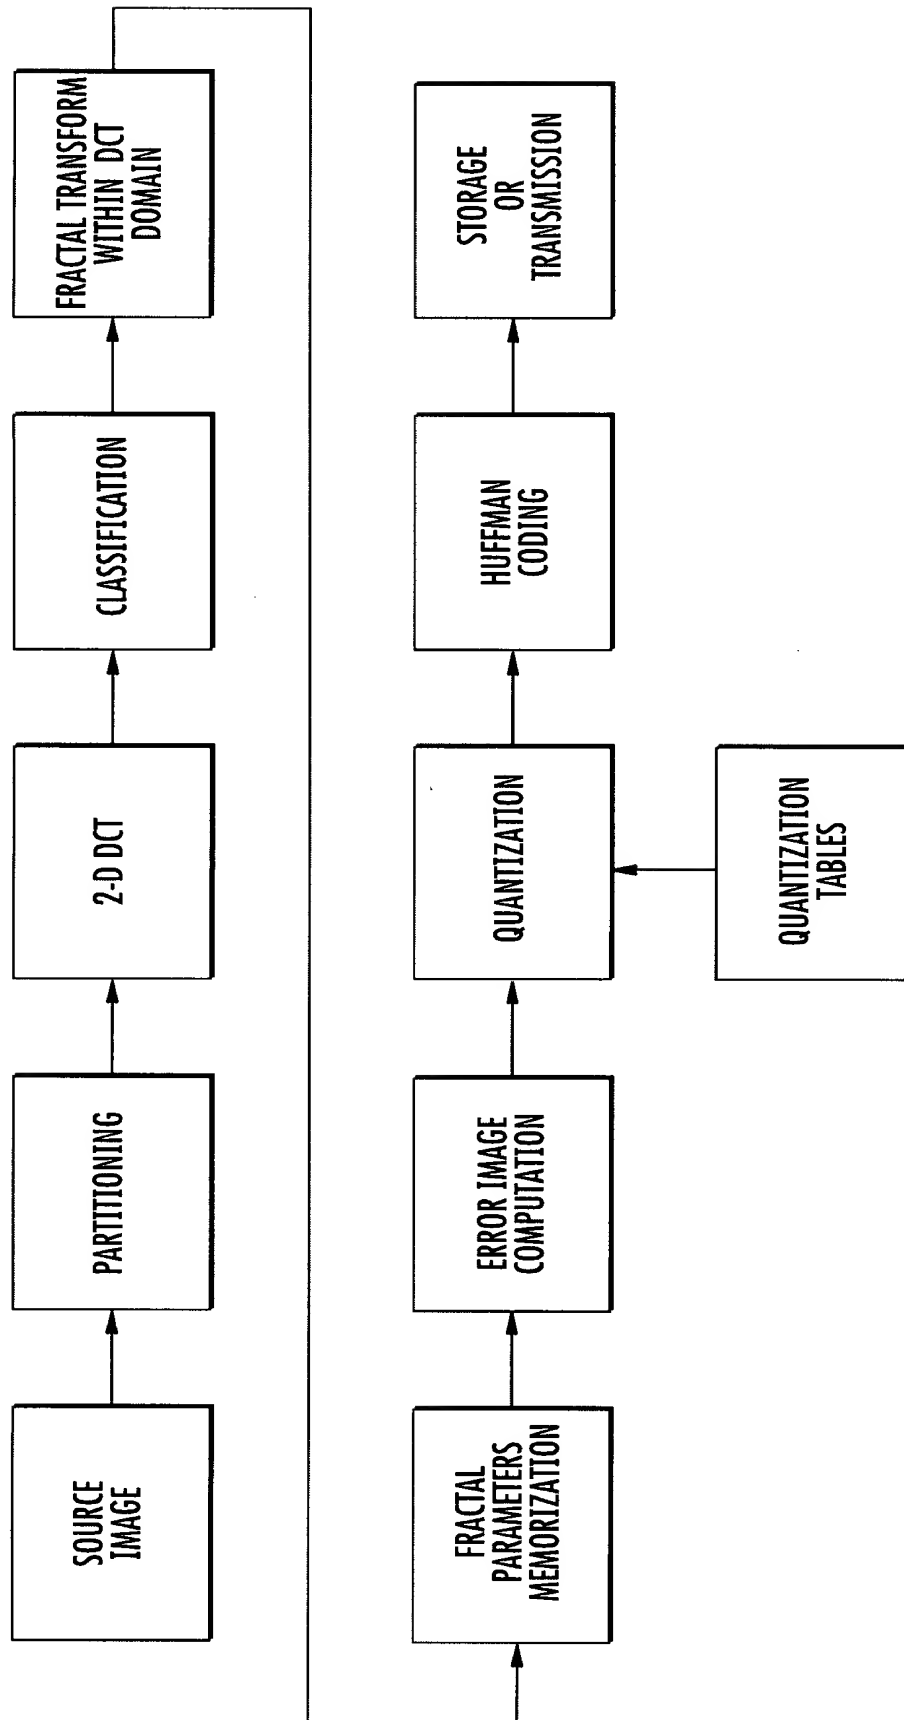 SOURCE
IMAGE
PARTITIONING
2-D DCT
CLASSIFICATION
FRACTAL TRANSFORM
WITHIN DCT
DOMAIN
FRACTAL
PARAMETERS
MEMORIZATION
ERROR IMAGE
COMPUTATION
QUANTIZATION
HUFFMAN
CODING
STORAGE
OR
TRANSMISSION
QUANTIZATION
TABLES